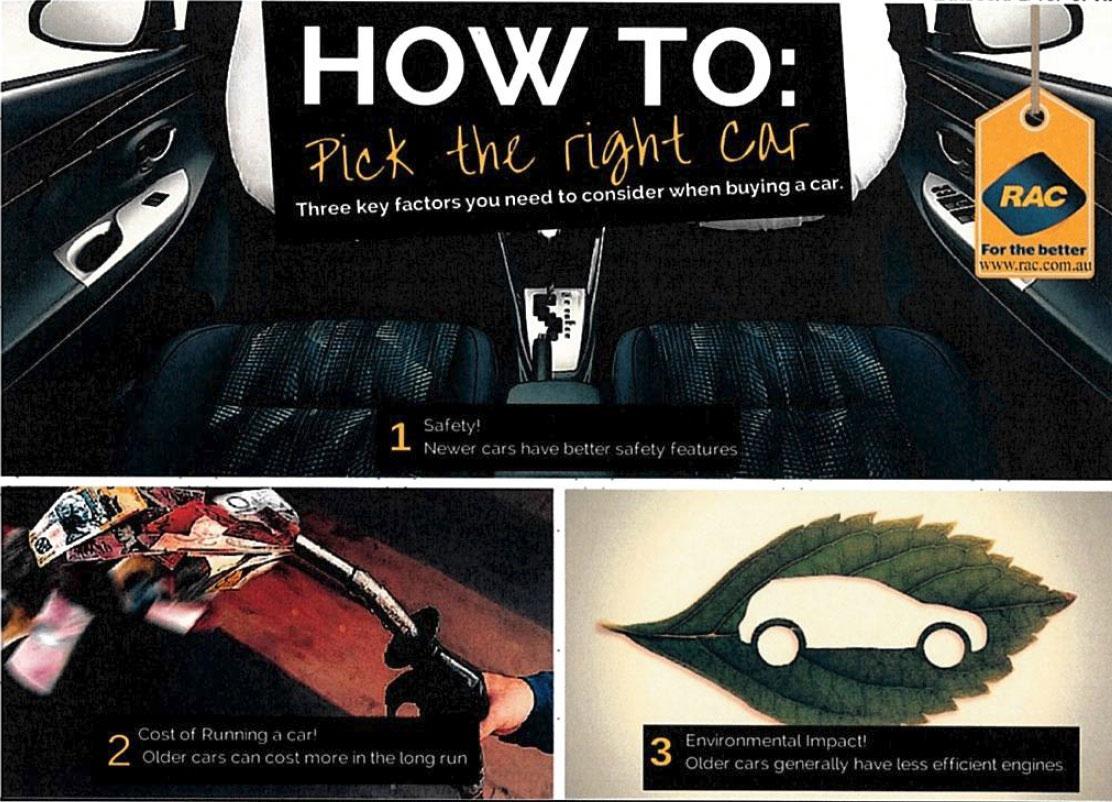 HOW TO:
Pick the right car
Three key factors you need to consider when buying a car.
RAC
For the better
www.rac.com.au
1
Safety!
Newer cars have better safety features
2
Cost of Running a car!
Older cars can cost more in the long run
3
Environmental Impact!
Older cars generally have less efficient engines